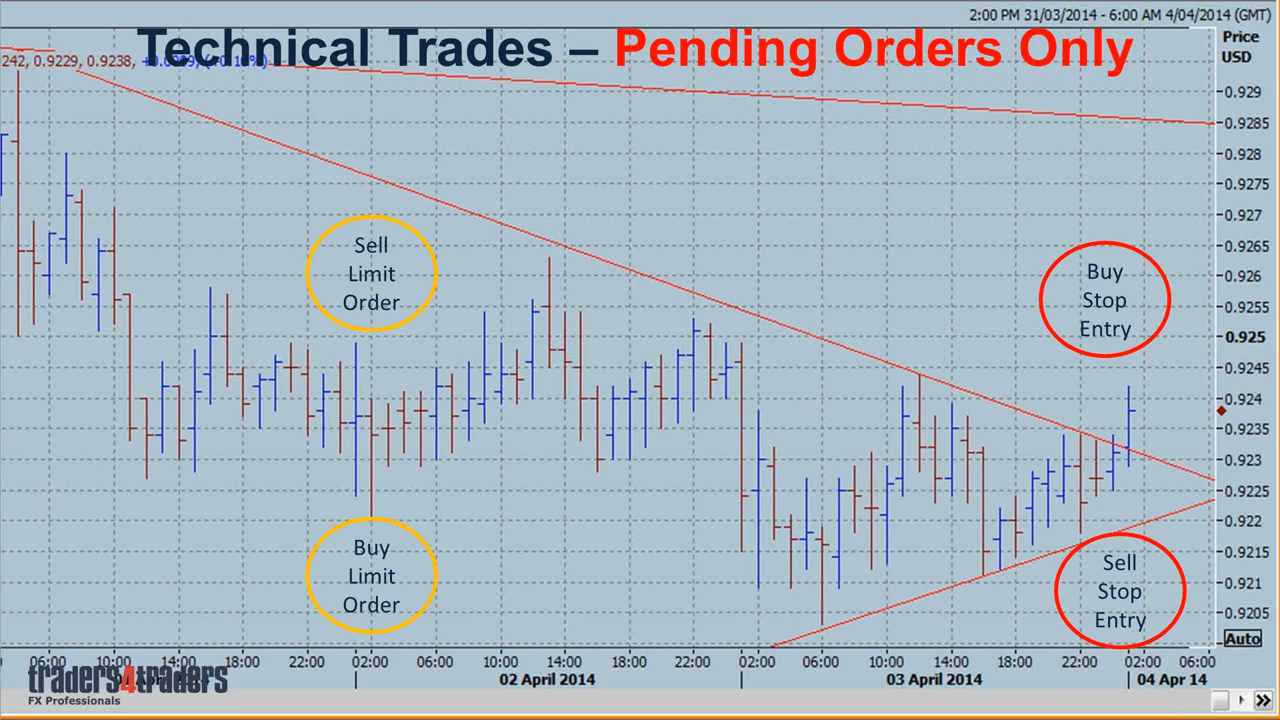 2:00 PM 31/03/2014 - 6:00 AM 4/04/2014 (GMT)
Technical Trades – Pending Orders Only
242, 0.9229, 0.9238,
Price
USD
0.929
0.9285
0.928
0.9275
0.927
0.9265
0.926
0.9255
0.925
0.9245
0.924
0.9235
0.923
0.9225
0.922
0.9215
0.921
0.9205
Auto
Sell
Limit
Order
Buy
Stop
Entry
Buy
Limit
Order
Sell
Stop
Entry
06:00 10:00 14:00 18:00 22:00 02:00 06:00 10:00 14:00 18:00 22:00 02:00 06:00 10:00 14:00 18:00 22:00 02:00 06:00
02 April 2014 03 April 2014 04 Apr 14
traders4traders
FX Professionals